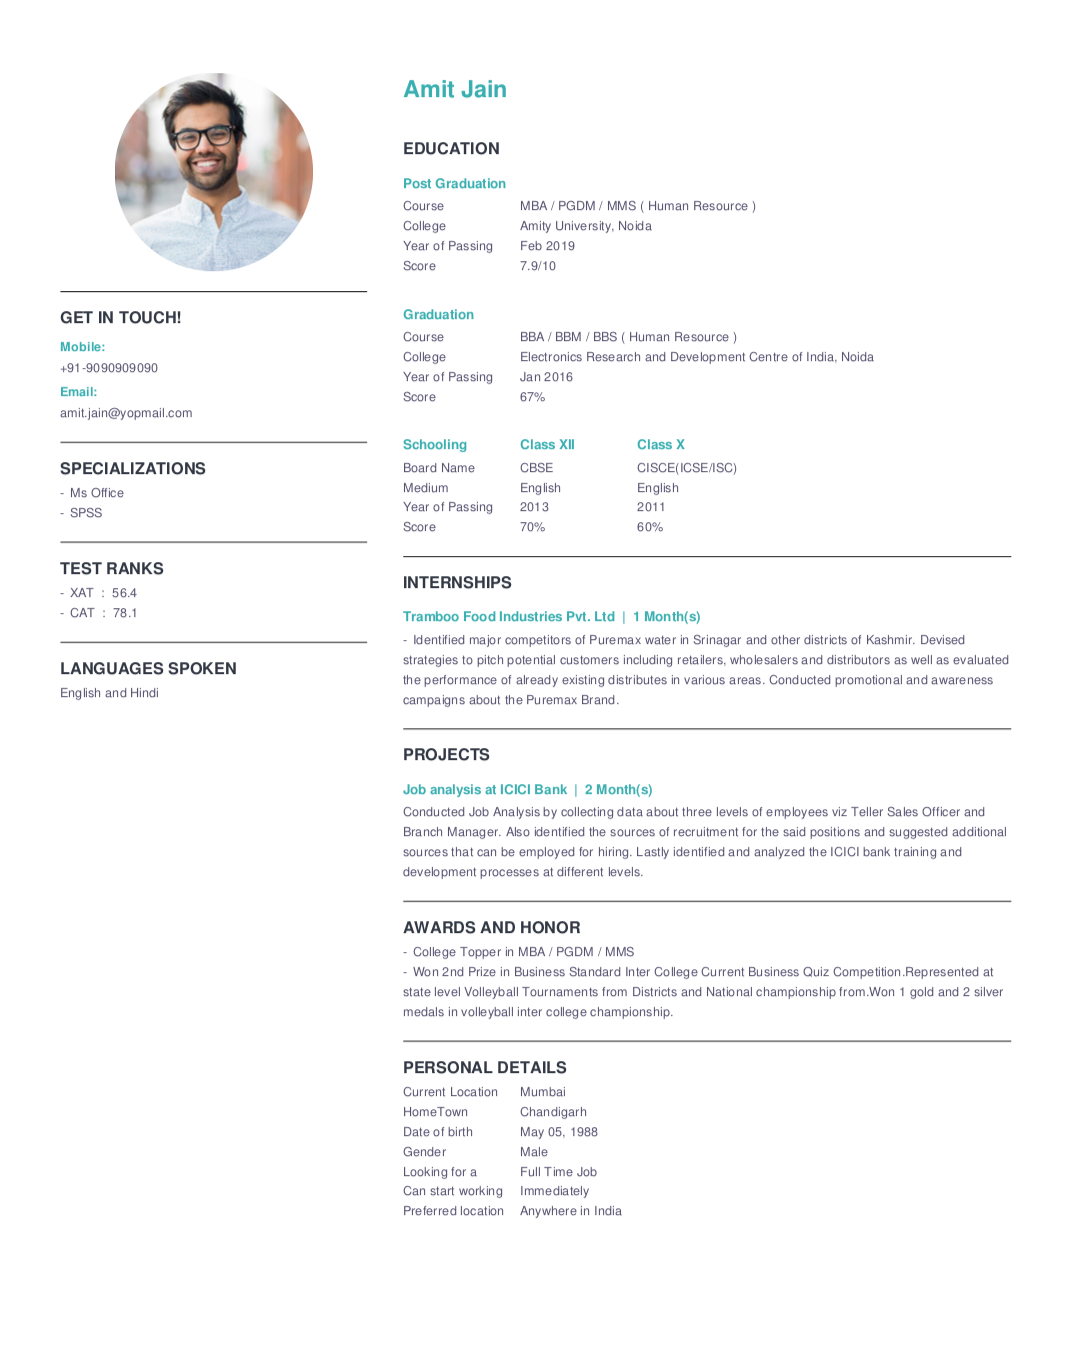 Amit Jain
GET IN TOUCH!
Mobile:
+91-9090909090
Email:
amit.jain@yopmail.com
SPECIALIZATIONS
- Ms Office
- SPSS
TEST RANKS
- XAT : 56.4
- CAT : 78.1
LANGUAGES SPOKEN
English and Hindi
EDUCATION
Post Graduation
Course MBA / PGDM / MMS ( Human Resource )
College Amity University, Noida
Year of Passing Feb 2019
Score 7.9/10
Graduation
Course BBA / BBM / BBS ( Human Resource )
College Electronics Research and Development Centre of India, Noida
Year of Passing Jan 2016
Score 67%
Schooling Class XII Class X
Board Name CBSE CISCE(ICSE/ISC)
Medium English English
Year of Passing 2013 2011
Score 70% 60%
INTERNSHIPS
Tramboo Food Industries Pvt. Ltd | 1 Month(s)
- Identified major competitors of Puremax water in Srinagar and other districts of Kashmir. Devised
strategies to pitch potential customers including retailers, wholesalers and distributors as well as evaluated
the performance of already existing distributes in various areas. Conducted promotional and awareness
campaigns about the Puremax Brand.
PROJECTS
Job analysis at ICICI Bank | 2 Month(s)
Conducted Job Analysis by collecting data about three levels of employees viz Teller Sales Officer and
Branch Manager. Also identified the sources of recruitment for the said positions and suggested additional
sources that can be employed for hiring. Lastly identified and analyzed the ICICI bank training and
development processes at different levels.
AWARDS AND HONOR
- College Topper in MBA / PGDM / MMS
- Won 2nd Prize in Business Standard Inter College Current Business Quiz Competition.Represented at
state level Volleyball Tournaments from Districts and National championship from.Won 1 gold and 2 silver
medals in volleyball inter college championship.
PERSONAL DETAILS
Current Location Mumbai
HomeTown Chandigarh
Date of birth May 05, 1988
Gender Male
Looking for a Full Time Job
Can start working Immediately
Preferred location Anywhere in India